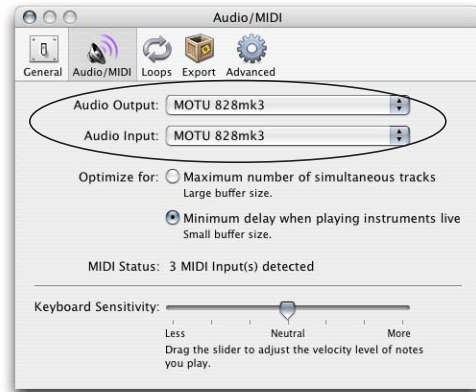 Audio/MIDI
General Audio/MIDI Loops Export Advanced
Audio Output: MOTU 828mk3
Audio Input: MOTU 828mk3
Optimize for: Maximum number of simultaneous tracks
Large buffer size.
Minimum delay when playing instruments live
Small buffer size.
MIDI Status: 3 MIDI Input(s) detected
Keyboard Sensitivity:
Less Neutral More
Drag the slider to adjust the velocity level of notes
you play.